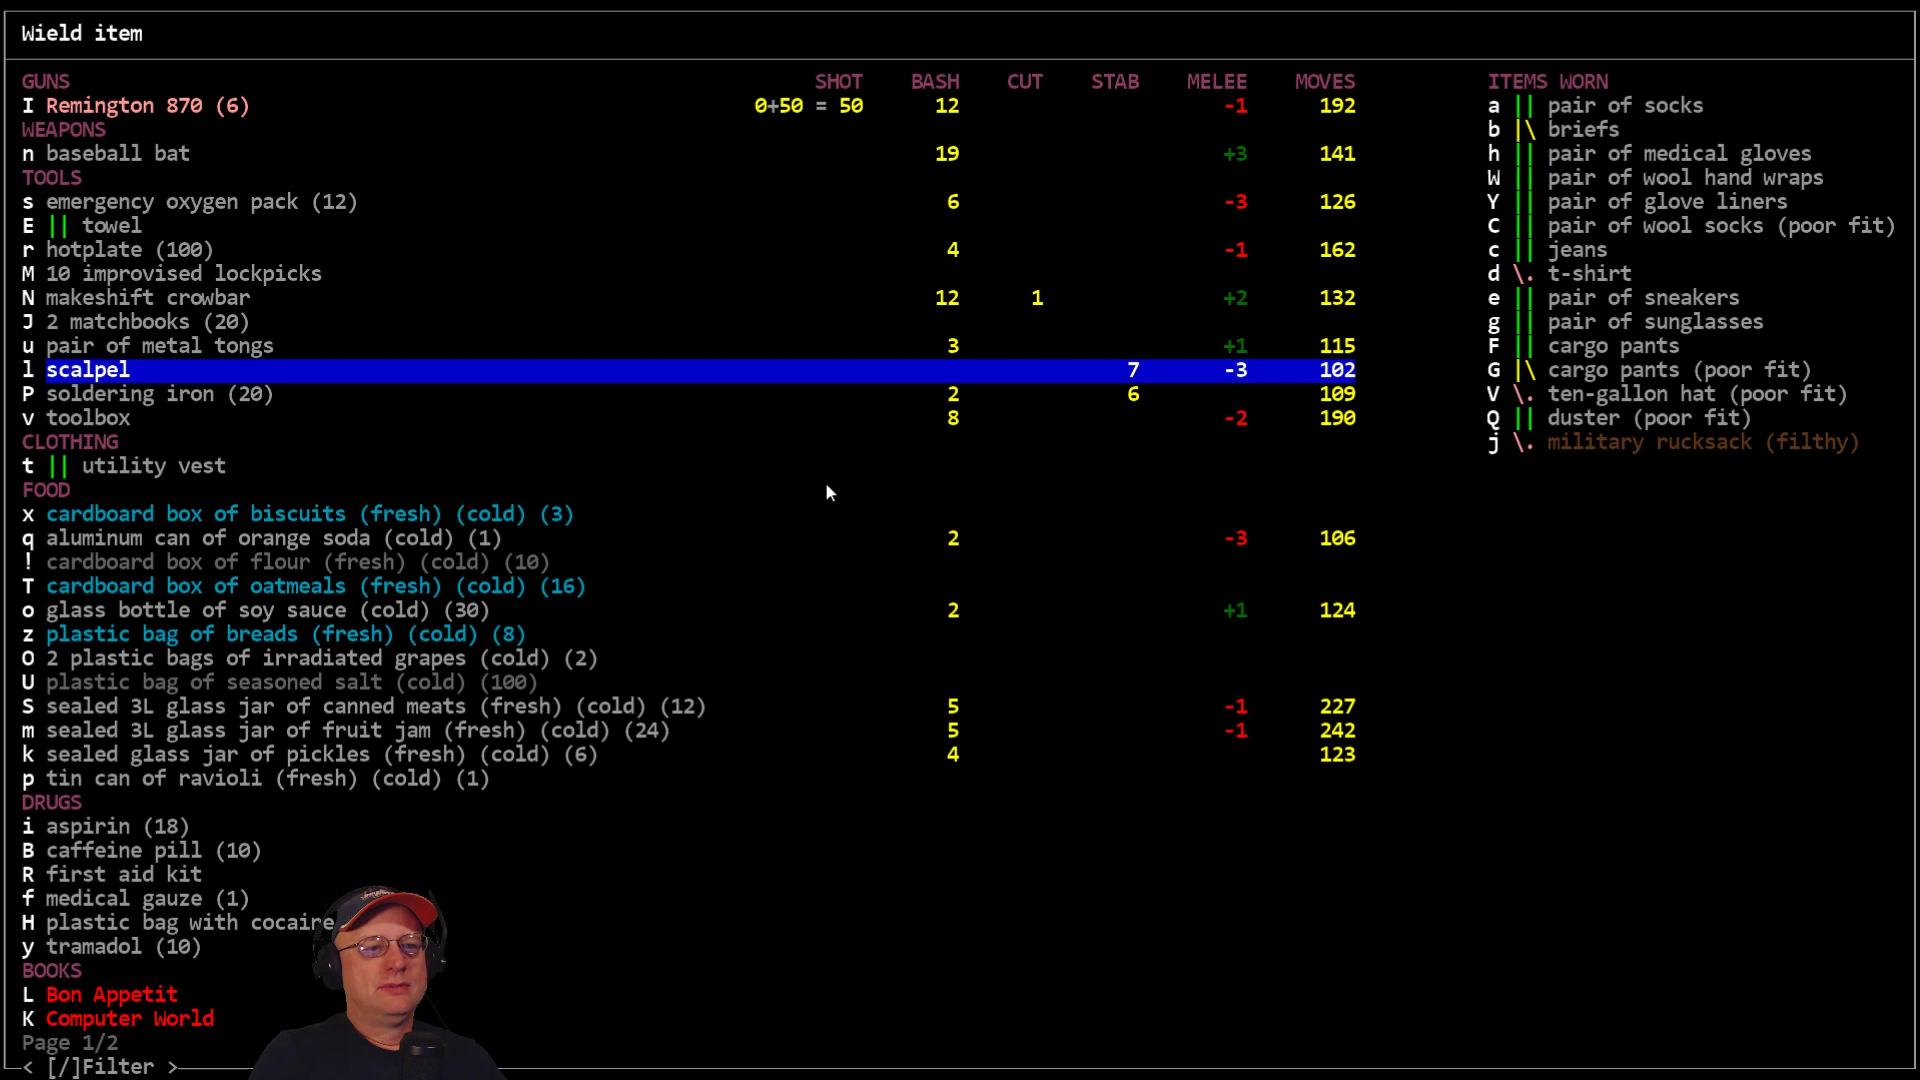 Wield item
GUNS SHOT BASH CUT STAB MELEE MOVES ITEMS WORN
I Remington 870 (6) 0+50 = 50 12 -1 192 a || pair of socks
WEAPONS b |\ briefs
n baseball bat 19 +3 141 h || pair of medical gloves
TOOLS W || pair of wool hand wraps
s emergency oxygen pack (12) 6 -3 126 Y || pair of glove liners
E || towel C || pair of wool socks (poor fit)
r hotplate (100) 4 -1 162 c || jeans
M 10 improvised lockpicks d \. t-shirt
N makeshift crowbar 12 1 +2 132 e || pair of sneakers
J 2 matchbooks (20) g || pair of sunglasses
u pair of metal tongs 3 +1 115 F || cargo pants
l scalpel 7 -3 102 G |\ cargo pants (poor fit)
P soldering iron (20) 2 6 109 V \. ten-gallon hat (poor fit)
v toolbox 8 -2 190 Q || duster (poor fit)
CLOTHING j \. military rucksack (filthy)
t || utility vest
FOOD
x cardboard box of biscuits (fresh) (cold) (3)
q aluminum can of orange soda (cold) (1) 2 -3 106
! cardboard box of flour (fresh) (cold) (10)
T cardboard box of oatmeals (fresh) (cold) (16)
o glass bottle of soy sauce (cold) (30) 2 +1 124
z plastic bag of breads (fresh) (cold) (8)
O 2 plastic bags of irradiated grapes (cold) (2)
U plastic bag of seasoned salt (cold) (100)
S sealed 3L glass jar of canned meats (fresh) (cold) (12) 5 -1 227
m sealed 3L glass jar of fruit jam (fresh) (cold) (24) 5 -1 242
k sealed glass jar of pickles (fresh) (cold) (6) 4 123
p tin can of ravioli (fresh) (cold) (1)
DRUGS
i aspirin (18)
B caffeine pill (10)
R first aid kit
f medical gauze (1)
H plastic bag with cocaine
y tramadol (10)
BOOKS
L Bon Appetit
K Computer World
Page 1/2
< [/]Filter >